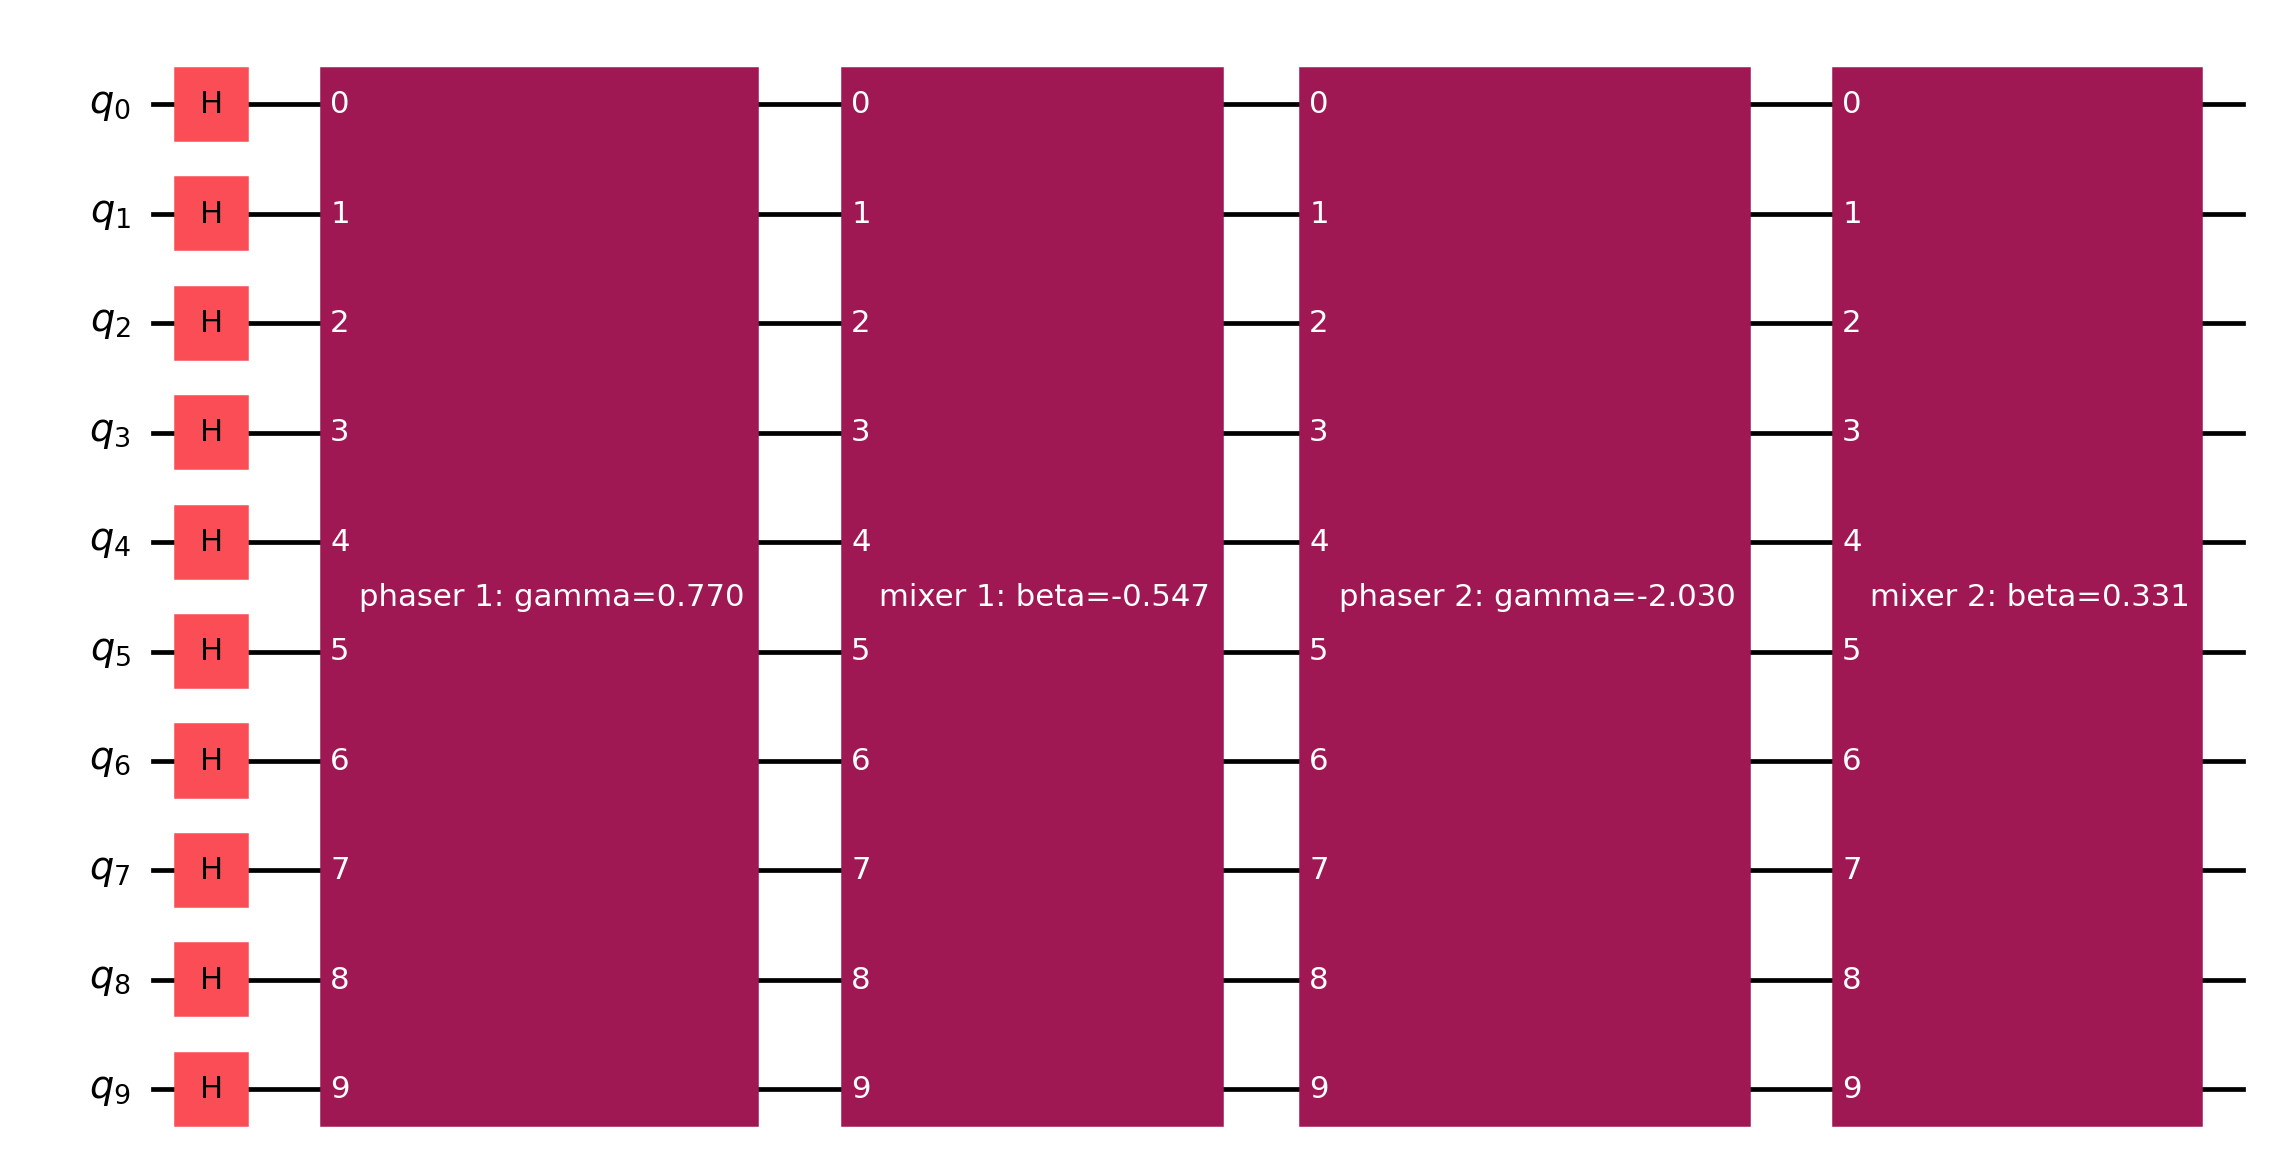 q0 H 0 0 0 0
q1 H 1 1 1 1
q2 H 2 2 2 2
q3 H 3 3 3 3
q4 H 4 4 4 4
phaser 1: gamma=0.770 mixer 1: beta=-0.547 phaser 2: gamma=-2.030 mixer 2: beta=0.331
q5 H 5 5 5 5
q6 H 6 6 6 6
q7 H 7 7 7 7
q8 H 8 8 8 8
q9 H 9 9 9 9